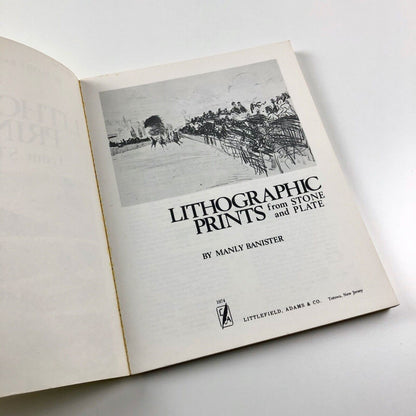 LITHOGRAPHIC
PRINTS from STONE
and PLATE
BY MANLY BANISTER
1974
LITTLEFIELD, ADAMS & CO. Totowa, New Jersey